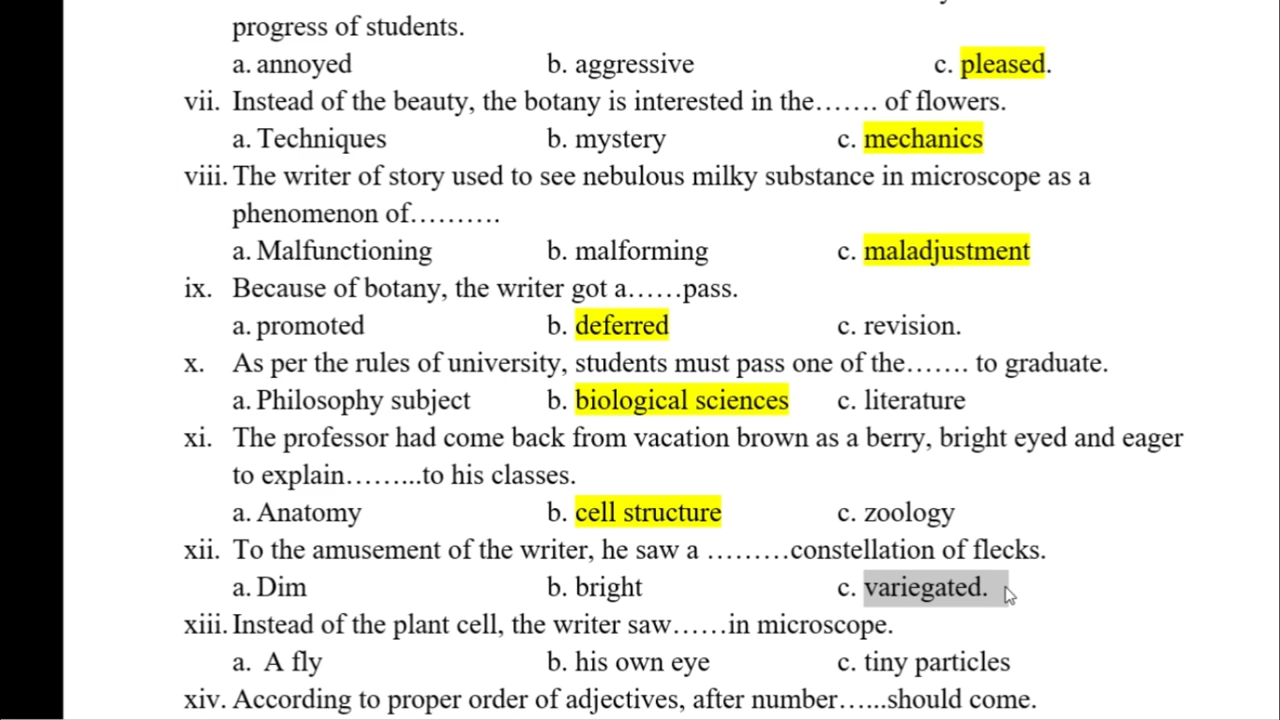 progress of students.
a. annoyed b. aggressive c. pleased.
vii. Instead of the beauty, the botany is interested in the……. of flowers.
a. Techniques b. mystery c. mechanics
viii. The writer of story used to see nebulous milky substance in microscope as a
phenomenon of……….
a. Malfunctioning b. malforming c. maladjustment
ix. Because of botany, the writer got a……pass.
a. promoted b. deferred c. revision.
x. As per the rules of university, students must pass one of the……. to graduate.
a. Philosophy subject b. biological sciences c. literature
xi. The professor had come back from vacation brown as a berry, bright eyed and eager
to explain……...to his classes.
a. Anatomy b. cell structure c. zoology
xii. To the amusement of the writer, he saw a ………constellation of flecks.
a. Dim b. bright c. variegated.
xiii. Instead of the plant cell, the writer saw……in microscope.
a. A fly b. his own eye c. tiny particles
xiv. According to proper order of adjectives, after number…...should come.